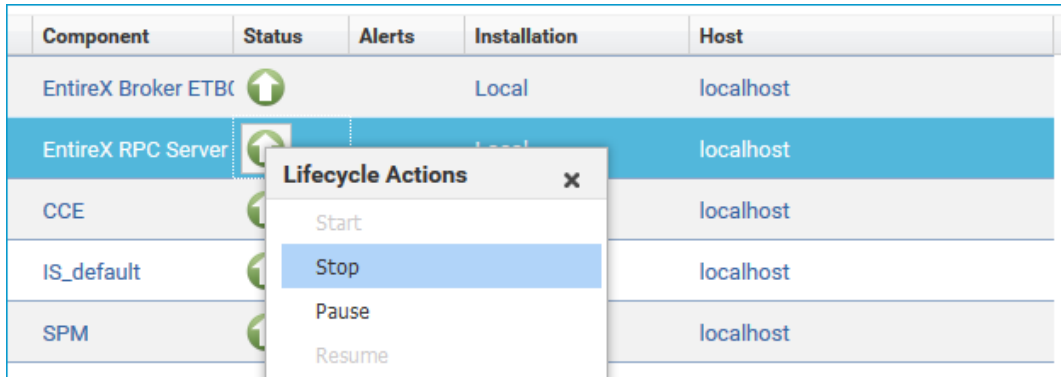 Component Status Alerts Installation Host
EntireX Broker ETB Local localhost
EntireX RPC Server localhost
Lifecycle Actions
Start
CCE localhost
Stop
IS_default localhost
Pause
SPM localhost
Resume